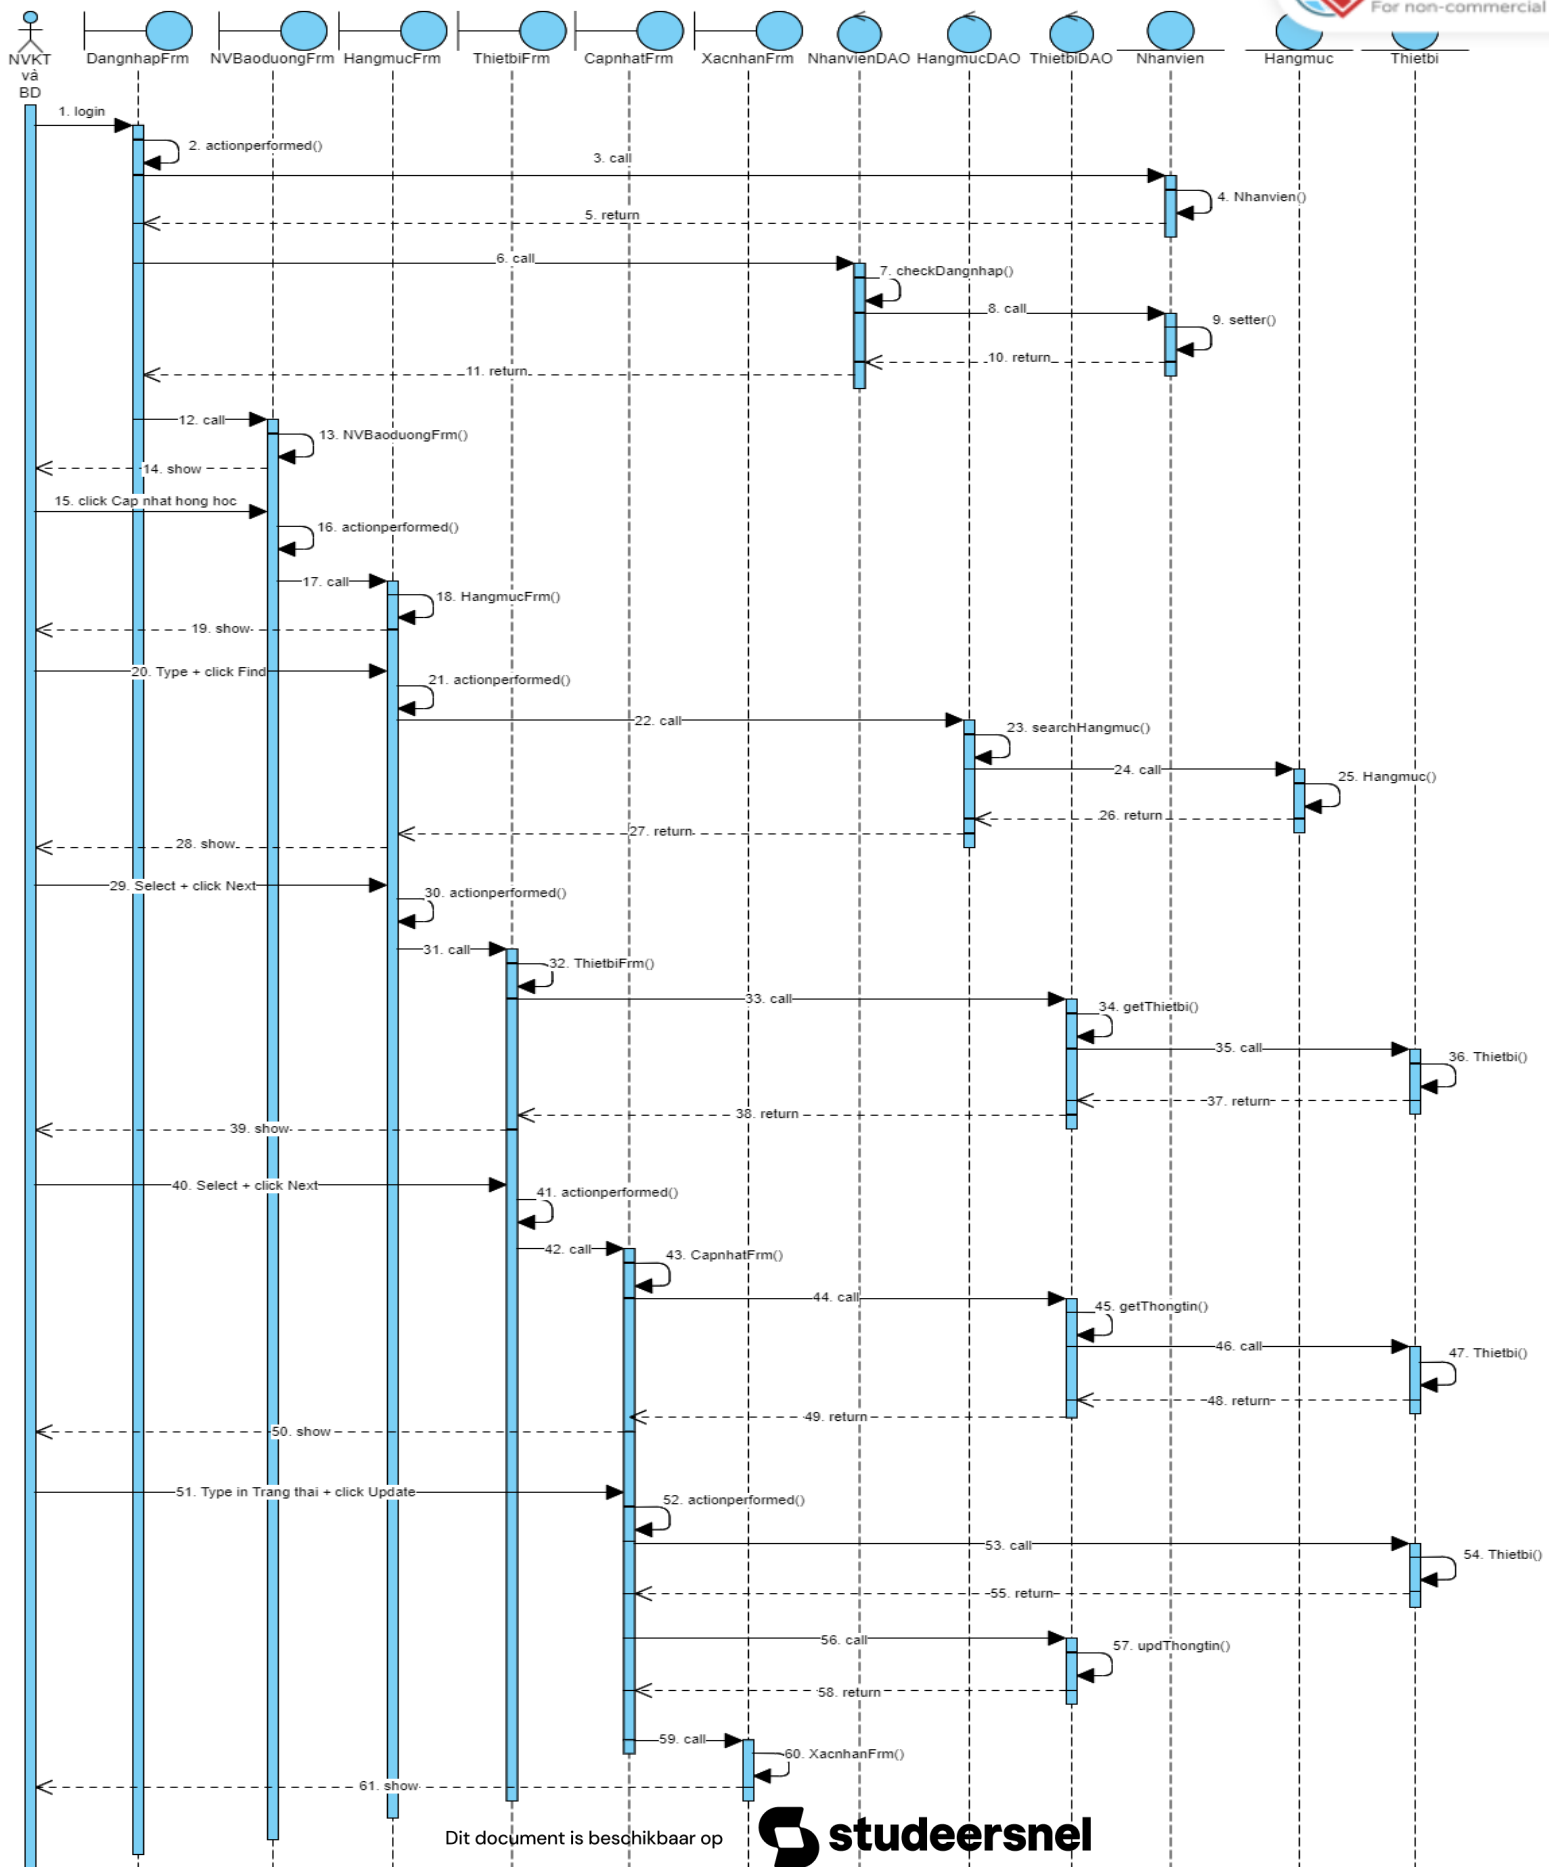 For non-commercial
NVKT
và
BD
DangnhapFrm
NVBaoduongFrm
HangmucFrm
ThietbiFrm
CapnhatFrm
XacnhanFrm
NhanvienDAO
HangmucDAO
ThietbiDAO
Nhanvien
Hangmuc
Thietbi
1. login
2. actionperformed()
3. call
4. Nhanvien()
5. return
6. call
7. checkDangnhap()
8. call
9. setter()
10. return
11. return
12. call
13. NVBaoduongFrm()
14. show
15. click Cap nhat hong hoc
16. actionperformed()
17. call
18. HangmucFrm()
19. show
20. Type + click Find
21. actionperformed()
22. call
23. searchHangmuc()
24. call
25. Hangmuc()
26. return
27. return
28. show
29. Select + click Next
30. actionperformed()
31. call
32. ThietbiFrm()
33. call
34. getThietbi()
35. call
36. Thietbi()
37. return
38. return
39. show
40. Select + click Next
41. actionperformed()
42. call
43. CapnhatFrm()
44. call
45. getThongtin()
46. call
47. Thietbi()
48. return
49. return
50. show
51. Type in Trang thai + click Update
52. actionperformed()
53. call
54. Thietbi()
55. return
56. call
57. updThongtin()
58. return
59. call
60. XacnhanFrm()
61. show
Dit document is beschikbaar op
studeersnel